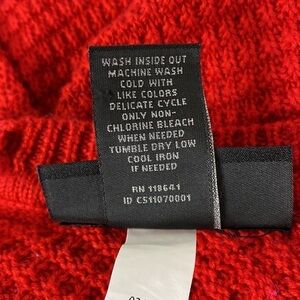 WASH INSIDE OUT
MACHINE WASH
COLD WITH
LIKE COLORS
DELICATE CYCLE
ONLY NON-
CHLORINE BLEACH
WHEN NEEDED
TUMBLE DRY LOW
COOL IRON
IF NEEDED
RN 118641
ID C511070001